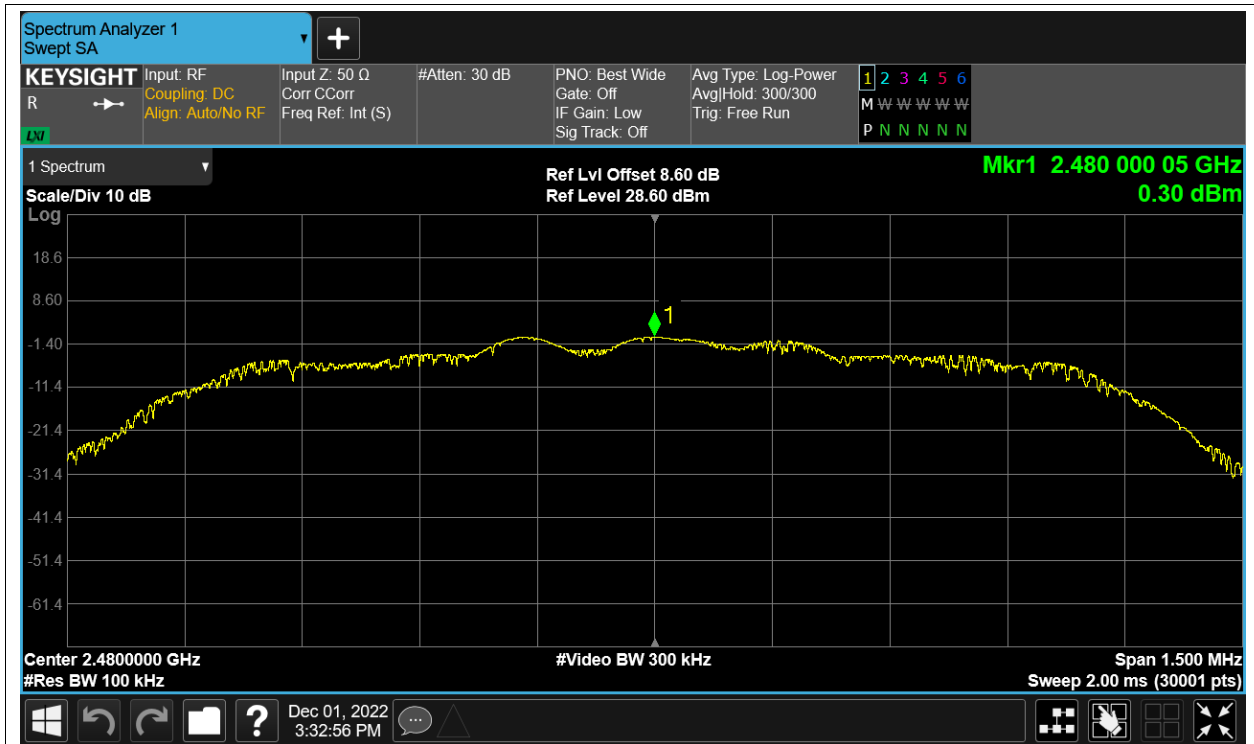 Spectrum Analyzer 1
Swept SA
+
KEYSIGHT
R
LXI
Input: RF
Coupling: DC
Align: Auto/No RF
Input Z: 50 Ω
Corr CCorr
Freq Ref: Int (S)
#Atten: 30 dB
PNO: Best Wide
Gate: Off
IF Gain: Low
Sig Track: Off
Avg Type: Log-Power
Avg|Hold: 300/300
Trig: Free Run
1 2 3 4 5 6
M W W W W W
P N N N N N
1 Spectrum
Scale/Div 10 dB
Log
Ref Lvl Offset 8.60 dB
Ref Level 28.60 dBm
Mkr1 2.480 000 05 GHz
0.30 dBm
18.6
8.60
1
-1.40
-11.4
-21.4
-31.4
-41.4
-51.4
-61.4
Center 2.4800000 GHz
#Res BW 100 kHz
#Video BW 300 kHz
Span 1.500 MHz
Sweep 2.00 ms (30001 pts)
?
Dec 01, 2022
3:32:56 PM